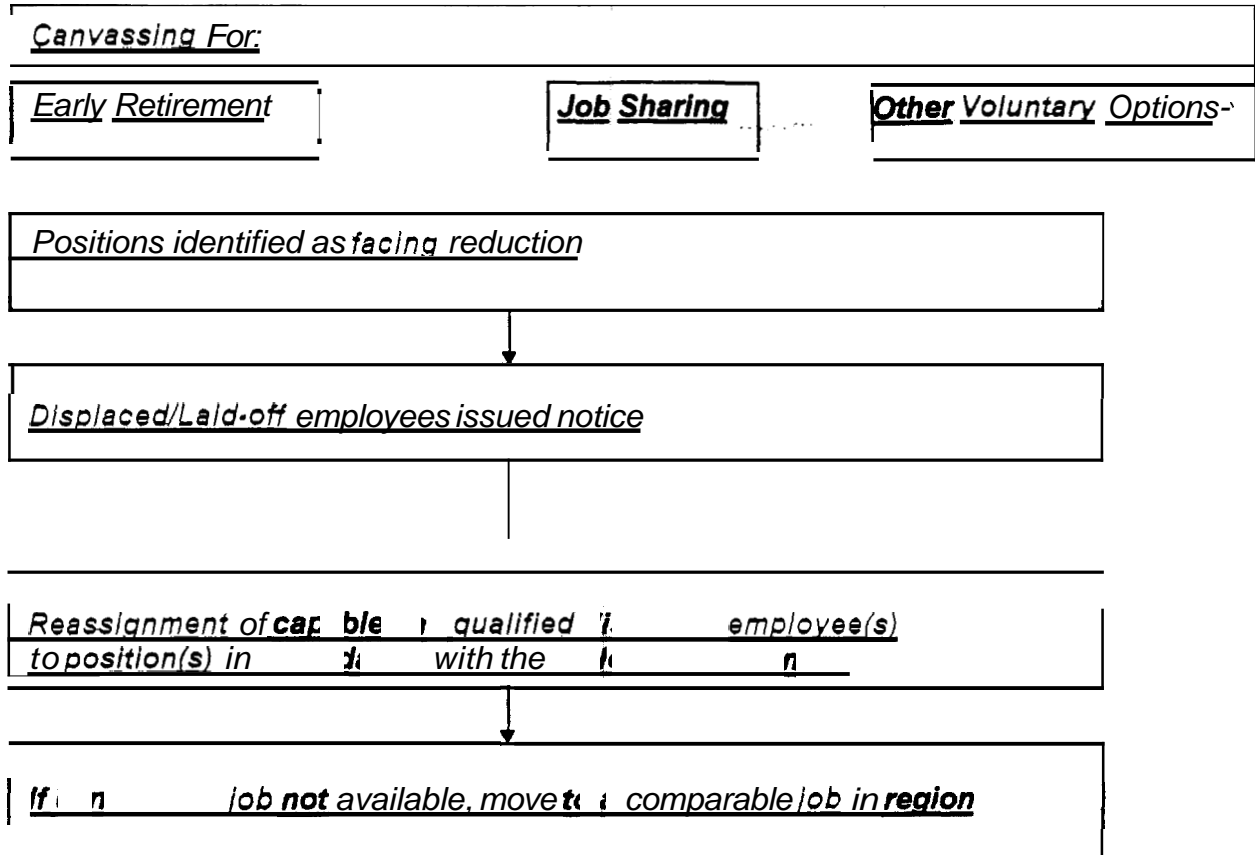 Canvassing For:
Early Retirement
Job Sharing
Other Voluntary Options-
Positions identified as facing reduction
Displaced/Laid-off employees issued notice
Reassignment of qualified employee(s)
to position(s) in with the
If job not available, move comparable job in region